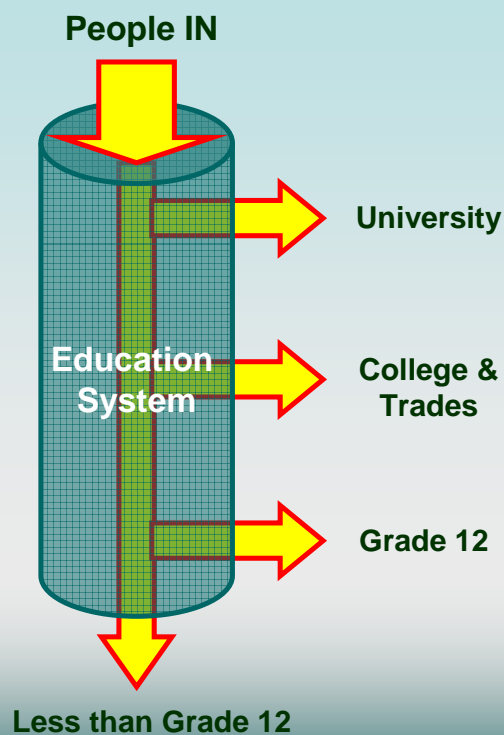 People IN
University
Education
System
College &
Trades
Grade 12
Less than Grade 12